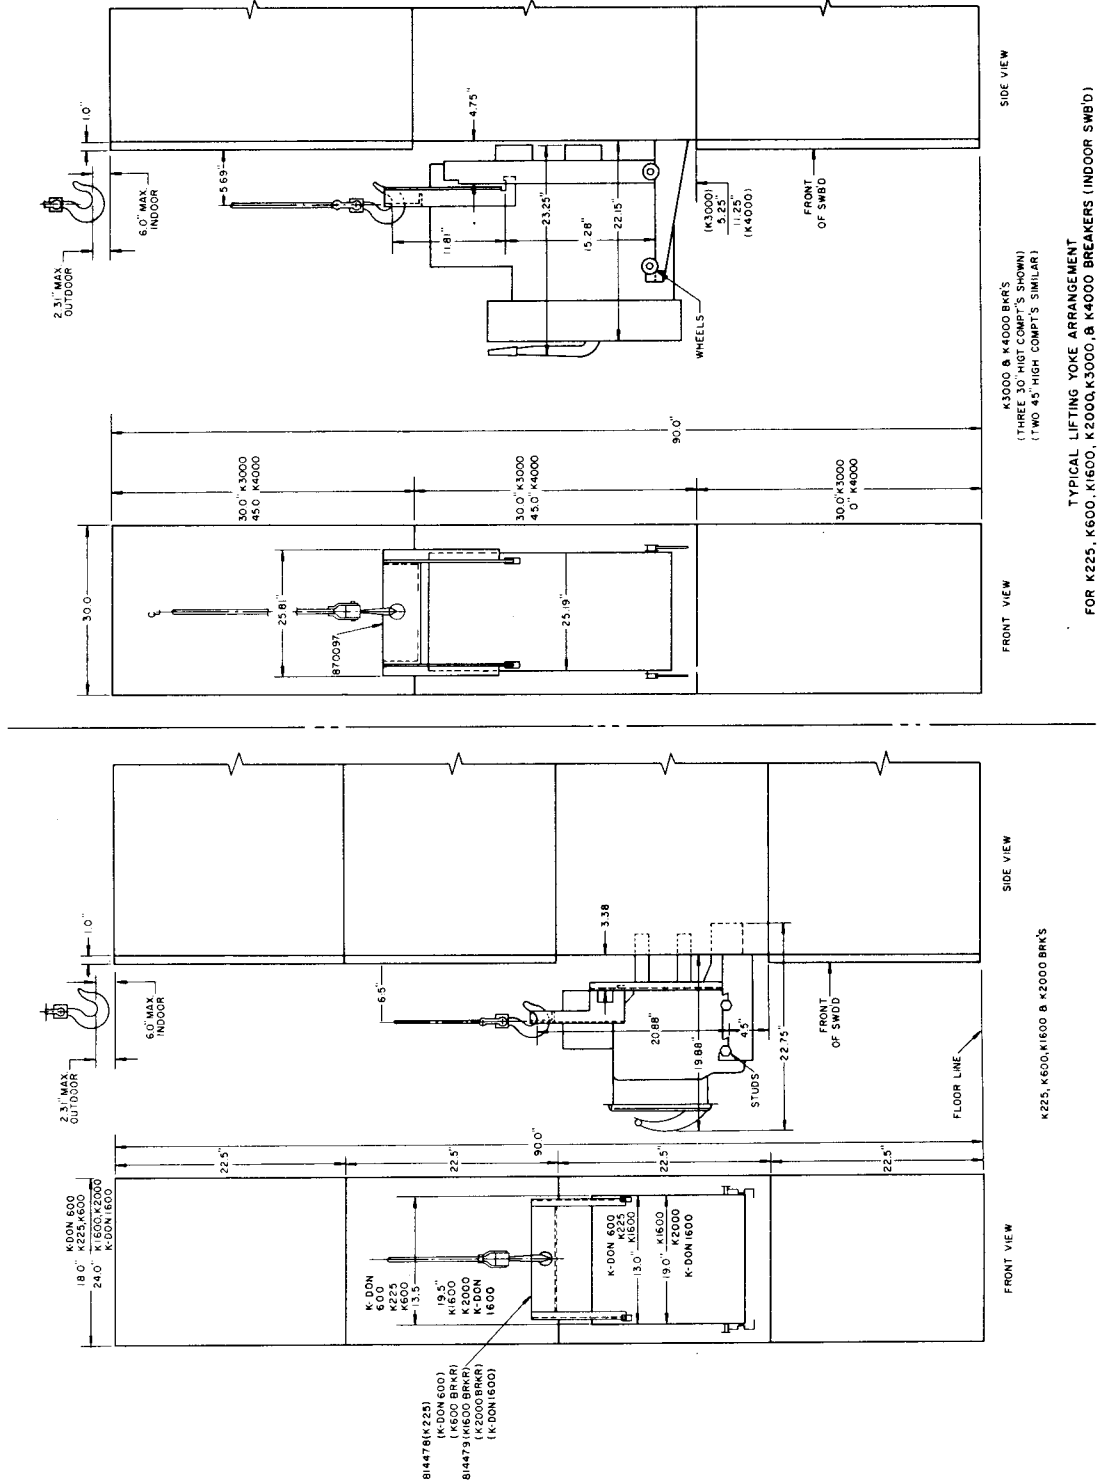 2.31" MAX.
OUTDOOR
6.0" MAX.
INDOOR
1.0"
5.69"
4.75"
11.81"
23.25"
15.28"
22.15"
WHEELS
(K3000)
5.25"
11.25"
(K4000)
FRONT
OF SWB'D
SIDE VIEW
90.0"
K3000 & K4000 BKR'S
(THREE 30" HIGT COMPT'S SHOWN)
(TWO 45" HIGH COMPT'S SIMILAR)
30.0"K3000
45.0 K4000
30.0" K3000
45.0" K4000
30.0"K3000
0" K4000
30.0
25.81"
870097
25.19"
FRONT VIEW
TYPICAL LIFTING YOKE ARRANGEMENT
FOR K225, K600, K1600, K2000, K3000, & K4000 BREAKERS (INDOOR SWB'D)
2.31" MAX.
OUTDOOR
6.0" MAX.
INDOOR
1.0"
6.5"
3.38
20.88"
19.88"
4.5"
22.75"
STUDS
FRONT
OF SWD'D
FLOOR LINE
SIDE VIEW
K225, K600, K1600 & K2000 BRK'S
90.0"
22.5"
22.5"
22.5"
22.5"
K-DON 600
18.0" K225, K600
24.0" K1600, K2000
K-DON 1600
K-DON
600
K225
K600
13.5"
19.5"
K1600
K2000
K-DON
1600
K-DON 600
K225
K1600
13.0"
19.0" K1600
K2000
K-DON 1600
814478(K225)
(K-DON 600)
(K600 BRKR)
814479(K1600 BRKR)
(K2000 BRKR)
(K-DON 1600)
FRONT VIEW